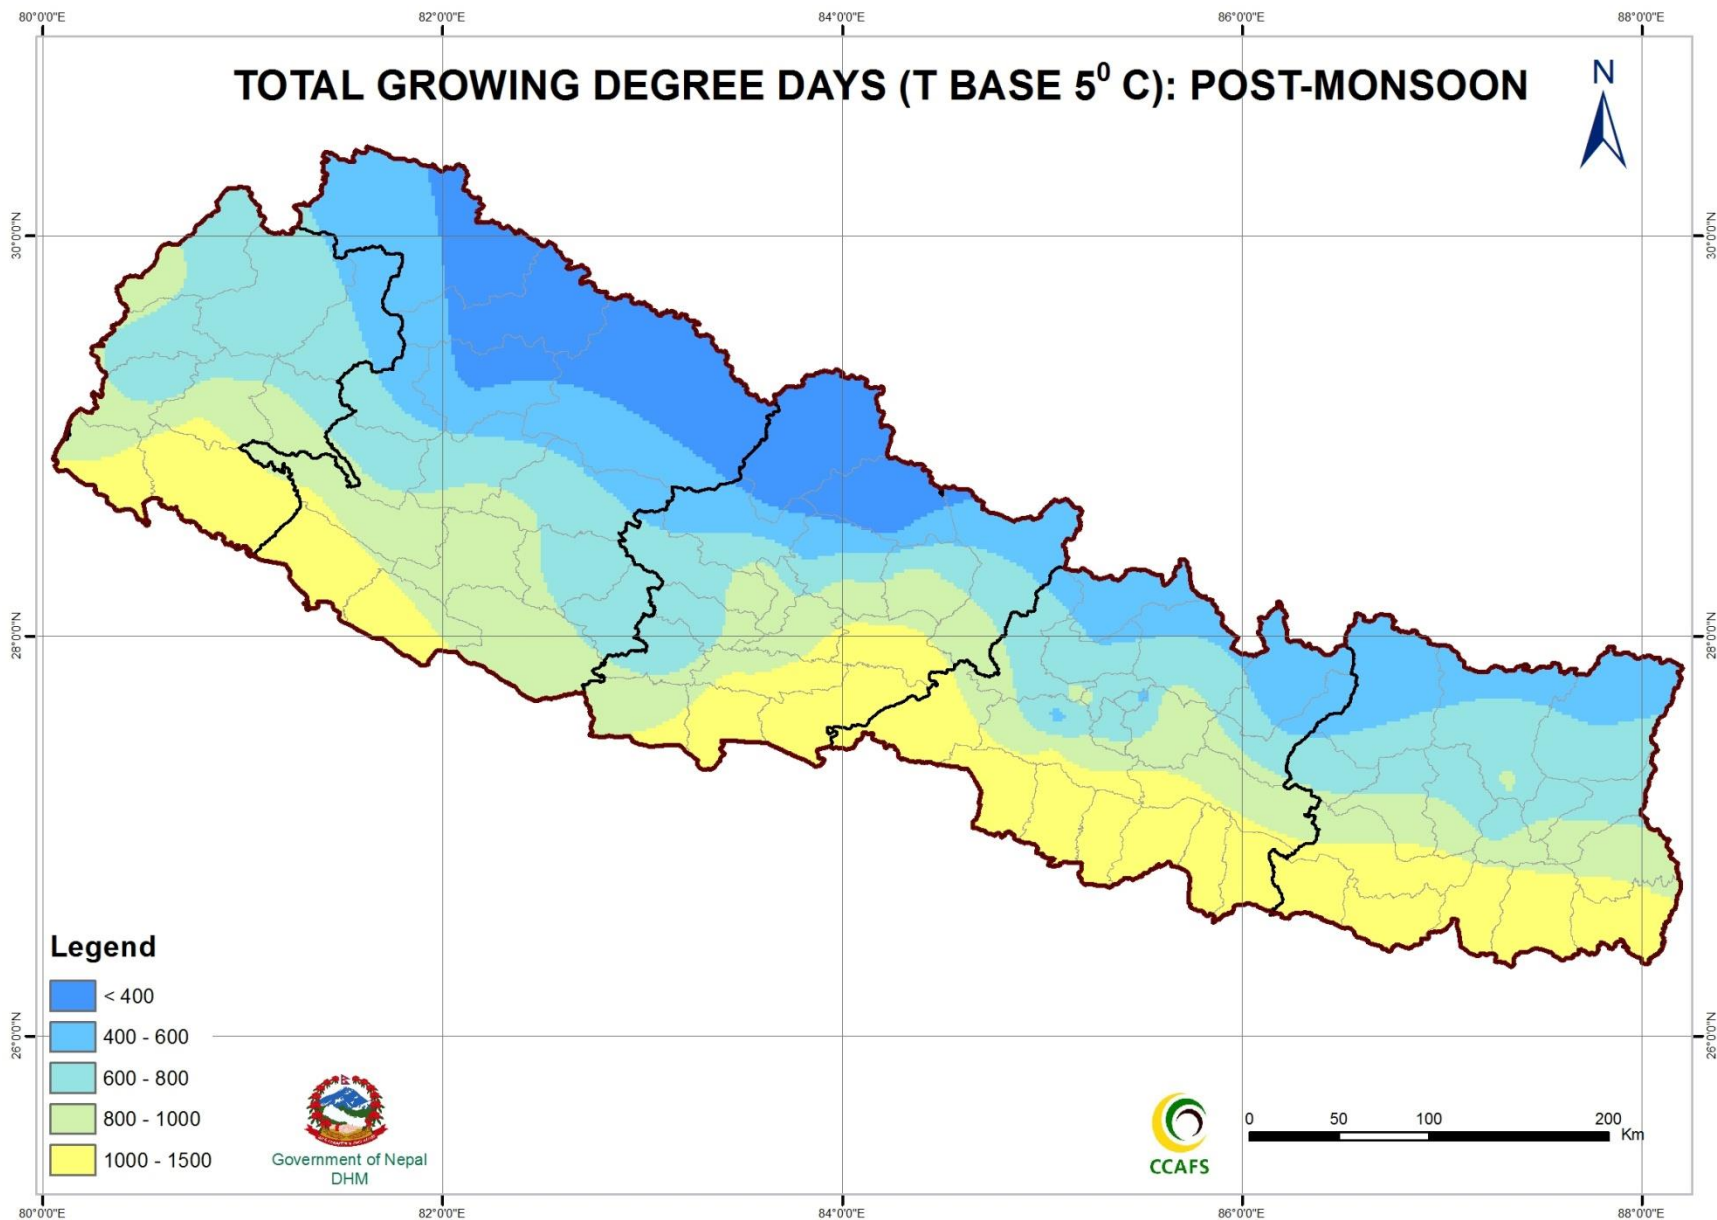 80°0'0"E 82°0'0"E 84°0'0"E 86°0'0"E 88°0'0"E
TOTAL GROWING DEGREE DAYS (T BASE 5⁰ C): POST-MONSOON
N
30°0'0"N 30°0'0"N
28°0'0"N 28°0'0"N
26°0'0"N 26°0'0"N
Legend
< 400
400 - 600
600 - 800
800 - 1000
1000 - 1500
Government of Nepal
DHM
CCAFS
0 50 100 200
Km
80°0'0"E 82°0'0"E 84°0'0"E 86°0'0"E 88°0'0"E